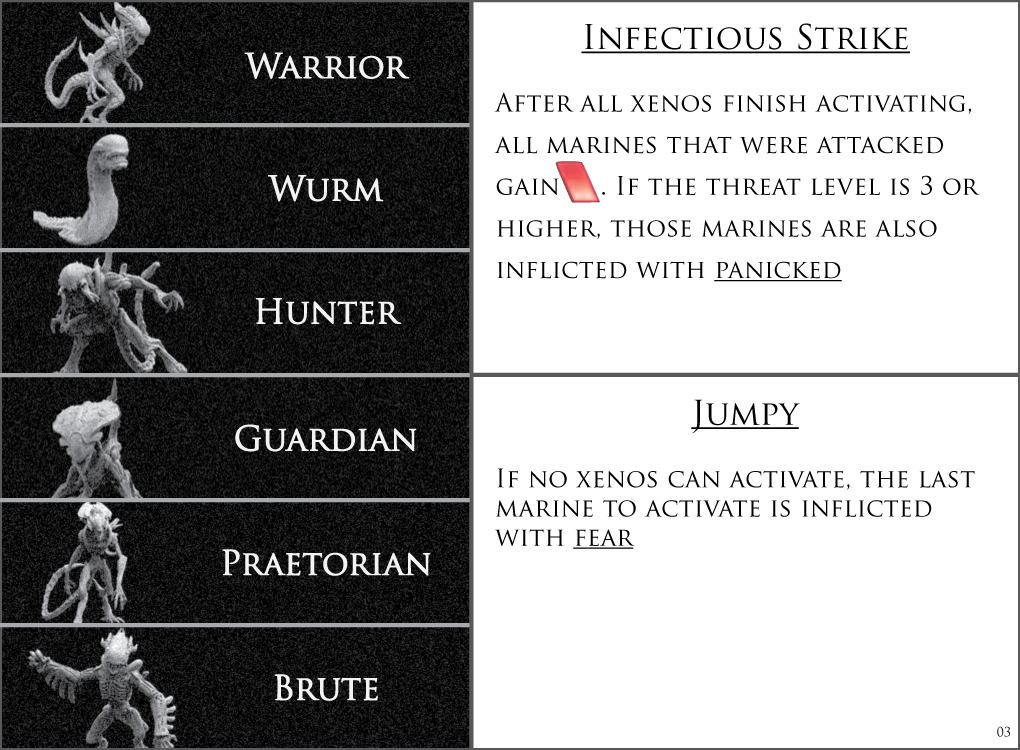 Warrior
Wurm
Hunter
Guardian
Praetorian
Brute
Infectious Strike
After all xenos finish activating,
all marines that were attacked
gain . If the threat level is 3 or
higher, those marines are also
inflicted with panicked
Jumpy
If no xenos can activate, the last
marine to activate is inflicted
with fear
03